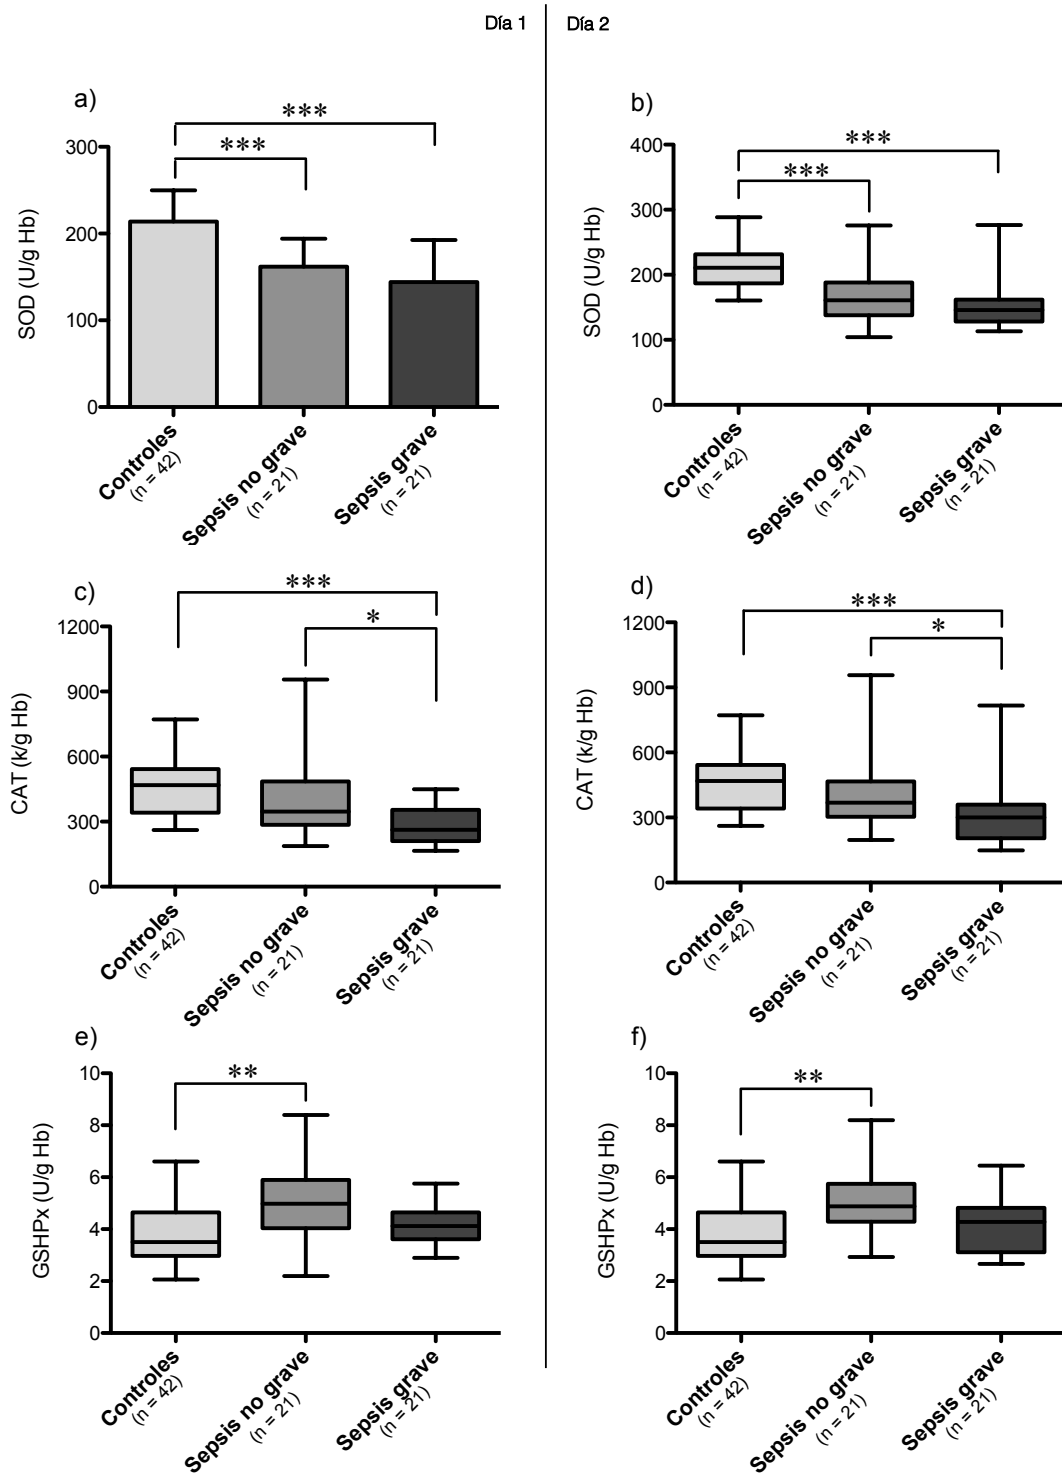 Día 1
Día 2
a)
***
***
300
200
100
0
SOD (U/g Hb)
Controles
(n = 42)
Sepsis no grave
(n = 21)
Sepsis grave
(n = 21)
b)
***
***
400
300
200
100
0
SOD (U/g Hb)
Controles
(n = 42)
Sepsis no grave
(n = 21)
Sepsis grave
(n = 21)
c)
***
*
1200
900
600
300
0
CAT (k/g Hb)
Controles
(n = 42)
Sepsis no grave
(n = 21)
Sepsis grave
(n = 21)
d)
***
*
1200
900
600
300
0
CAT (k/g Hb)
Controles
(n = 42)
Sepsis no grave
(n = 21)
Sepsis grave
(n = 21)
e)
**
10
8
6
4
2
0
GSHPx (U/g Hb)
Controles
(n = 42)
Sepsis no grave
(n = 21)
Sepsis grave
(n = 21)
f)
**
10
8
6
4
2
0
GSHPx (U/g Hb)
Controles
(n = 42)
Sepsis no grave
(n = 21)
Sepsis grave
(n = 21)